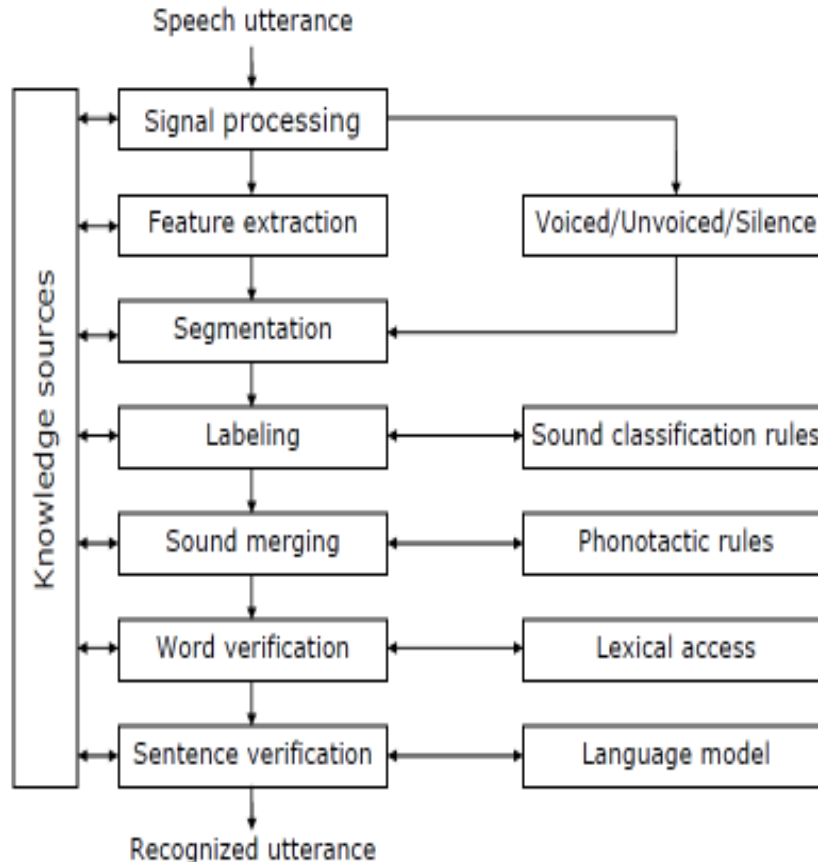 Speech utterance
Signal processing
Feature extraction
Voiced/Unvoiced/Silence
Segmentation
Knowledge sources
Labeling
Sound classification rules
Sound merging
Phonotactic rules
Word verification
Lexical access
Sentence verification
Language model
Recognized utterance